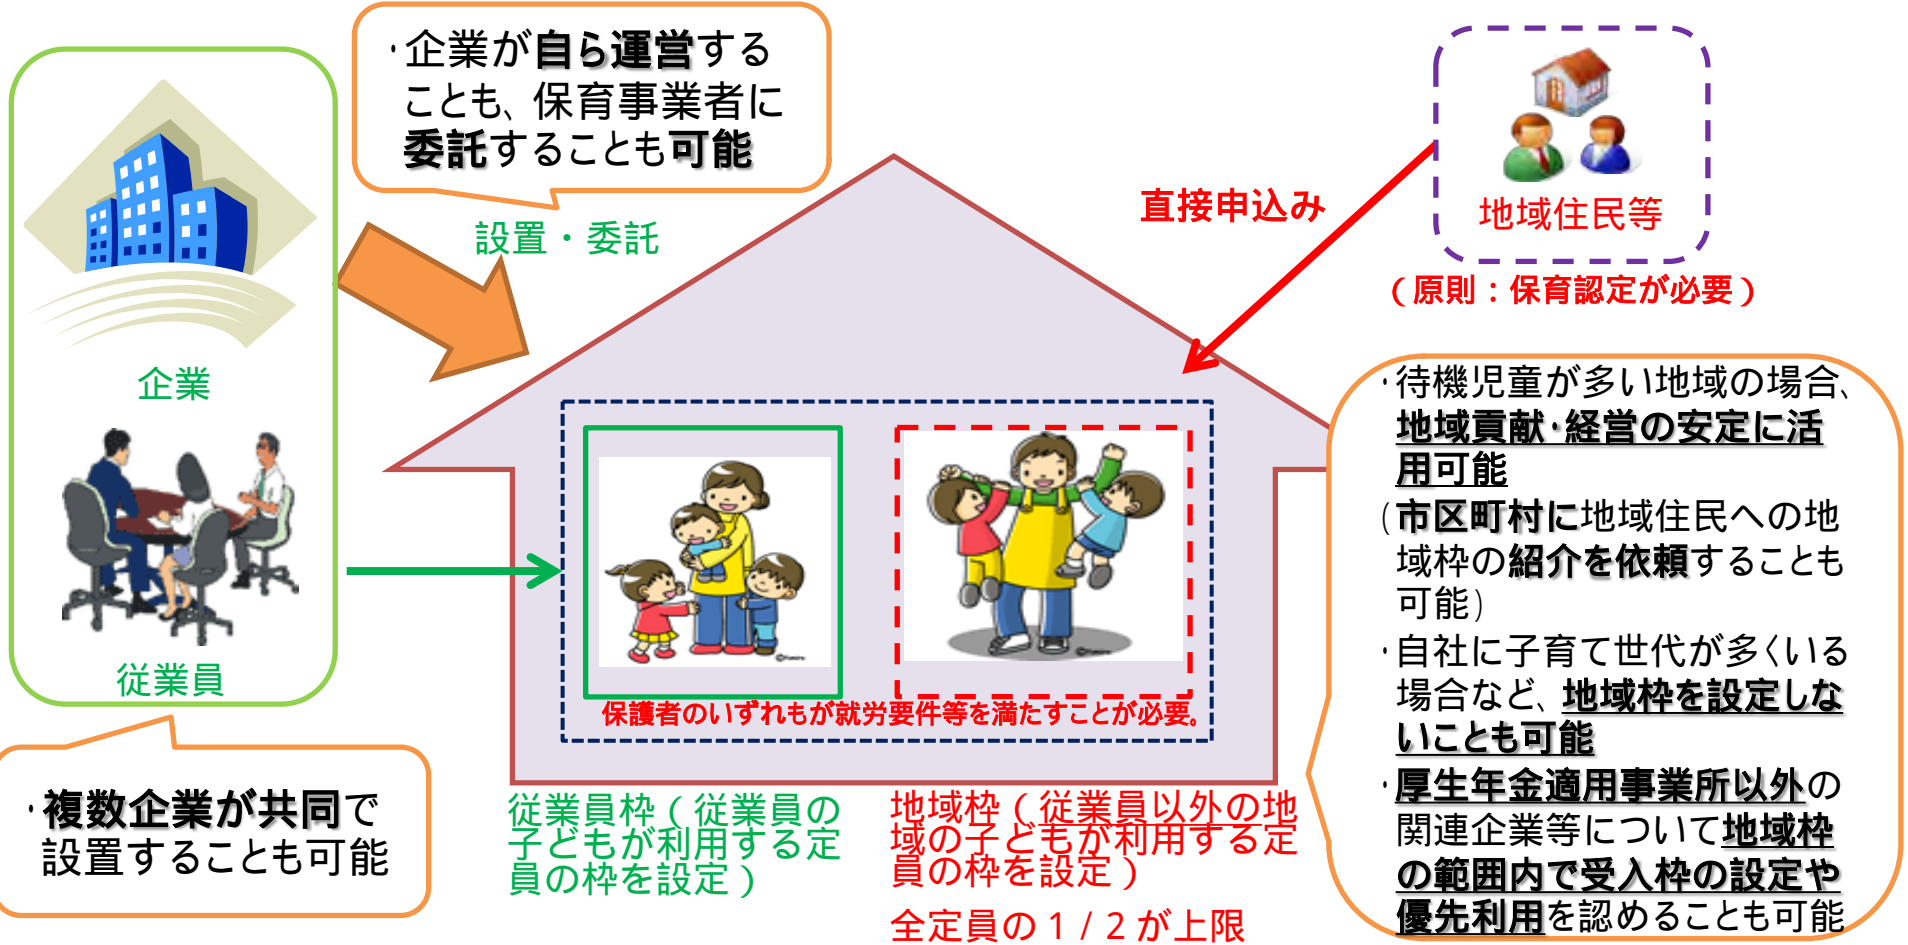 ・企業が自ら運営する
ことも、保育事業者に
委託することも可能
設置・委託
企業
従業員
・複数企業が共同で
設置することも可能
直接申込み
地域住民等
（原則：保育認定が必要）
保護者のいずれもが就労要件等を満たすことが必要。
従業員枠（従業員の
子どもが利用する定
員の枠を設定）
地域枠（従業員以外の地
域の子どもが利用する定
員の枠を設定）
全定員の１/２が上限
・待機児童が多い地域の場合、
地域貢献・経営の安定に活
用可能
(市区町村に地域住民への地
域枠の紹介を依頼することも
可能)
・自社に子育て世代が多くいる
場合など、地域枠を設定しな
いことも可能
・厚生年金適用事業所以外の
関連企業等について地域枠
の範囲内で受入枠の設定や
優先利用を認めることも可能